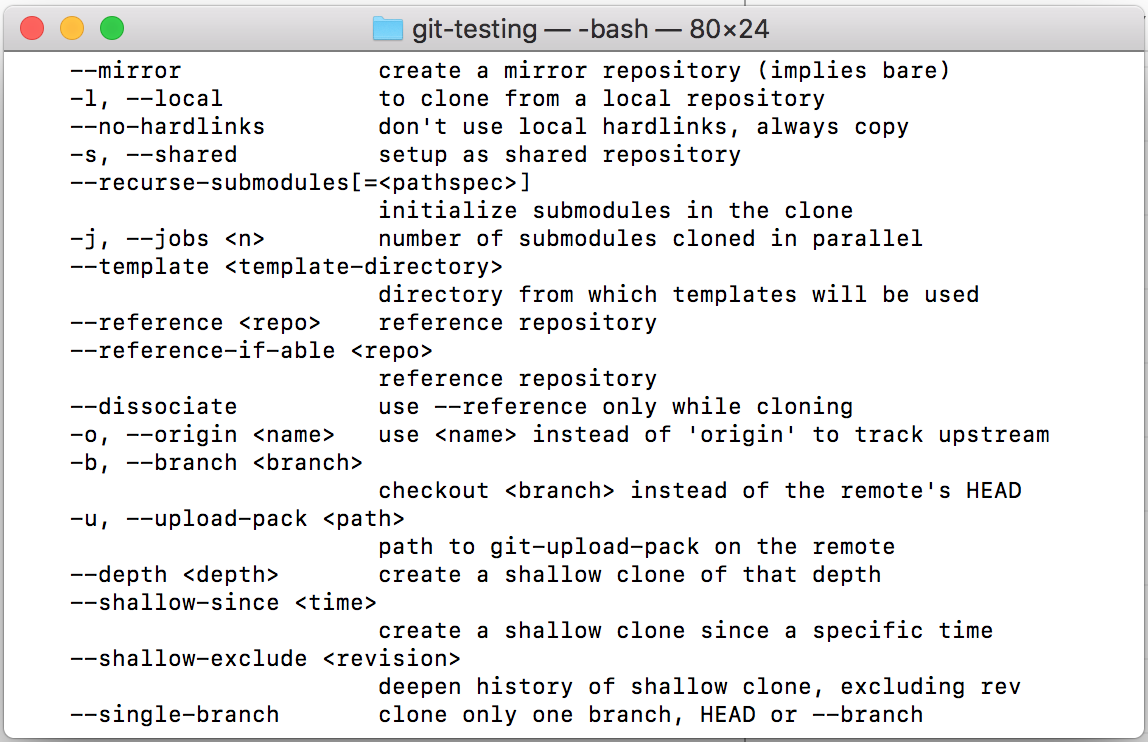 git-testing — -bash — 80×24
--mirror create a mirror repository (implies bare)
-l, --local to clone from a local repository
--no-hardlinks don't use local hardlinks, always copy
-s, --shared setup as shared repository
--recurse-submodules[=<pathspec>]
initialize submodules in the clone
-j, --jobs <n> number of submodules cloned in parallel
--template <template-directory>
directory from which templates will be used
--reference <repo> reference repository
--reference-if-able <repo>
reference repository
--dissociate use --reference only while cloning
-o, --origin <name> use <name> instead of 'origin' to track upstream
-b, --branch <branch>
checkout <branch> instead of the remote's HEAD
-u, --upload-pack <path>
path to git-upload-pack on the remote
--depth <depth> create a shallow clone of that depth
--shallow-since <time>
create a shallow clone since a specific time
--shallow-exclude <revision>
deepen history of shallow clone, excluding rev
--single-branch clone only one branch, HEAD or --branch